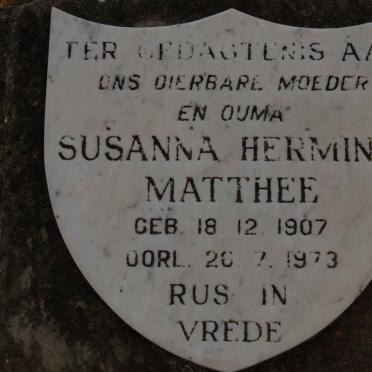 TER GEDAGTENIS AA
ONS DIERBARE MOEDER
EN OUMA
SUSANNA HERMIN
MATTHEE
GEB. 18 12 1907
OORL. 26 7. 1973
RUS IN
VREDE